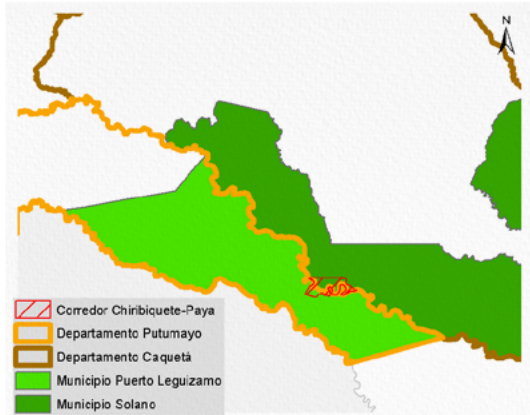 N
Corredor Chiribiquete-Paya
Departamento Putumayo
Departamento Caquetá
Municipio Puerto Leguizamo
Municipio Solano